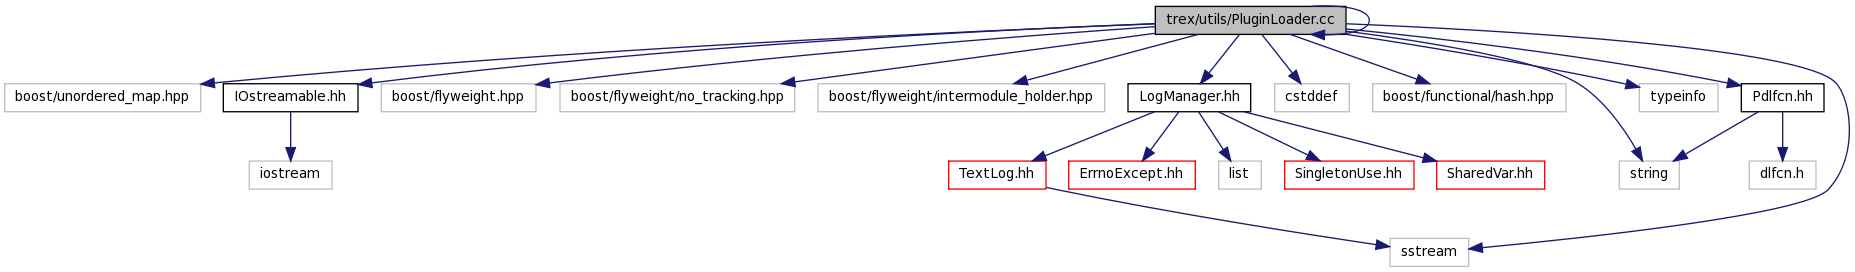 trex/utils/PluginLoader.cc
boost/unordered_map.hpp
IOstreamable.hh
boost/flyweight.hpp
boost/flyweight/no_tracking.hpp
boost/flyweight/intermodule_holder.hpp
LogManager.hh
cstddef
boost/functional/hash.hpp
typeinfo
Pdlfcn.hh
iostream
TextLog.hh
ErrnoExcept.hh
list
SingletonUse.hh
SharedVar.hh
string
dlfcn.h
sstream